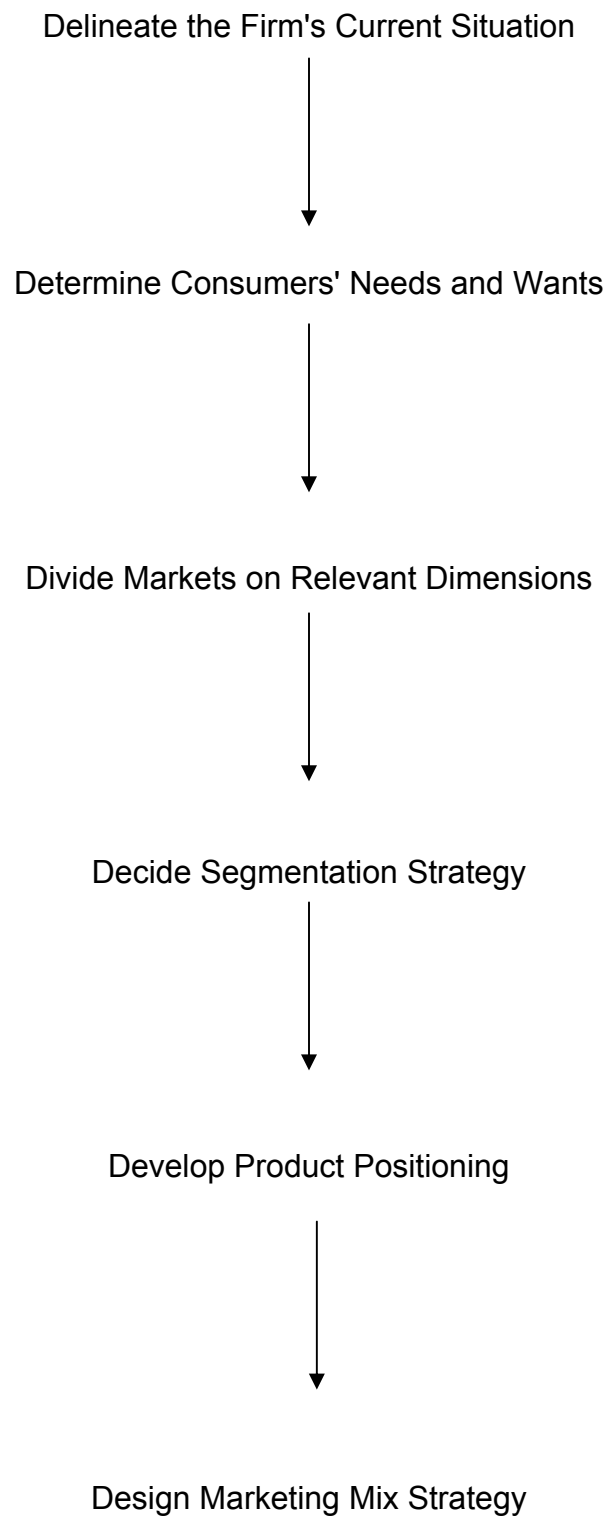 Delineate the Firm's Current Situation
Determine Consumers' Needs and Wants
Divide Markets on Relevant Dimensions
Decide Segmentation Strategy
Develop Product Positioning
Design Marketing Mix Strategy